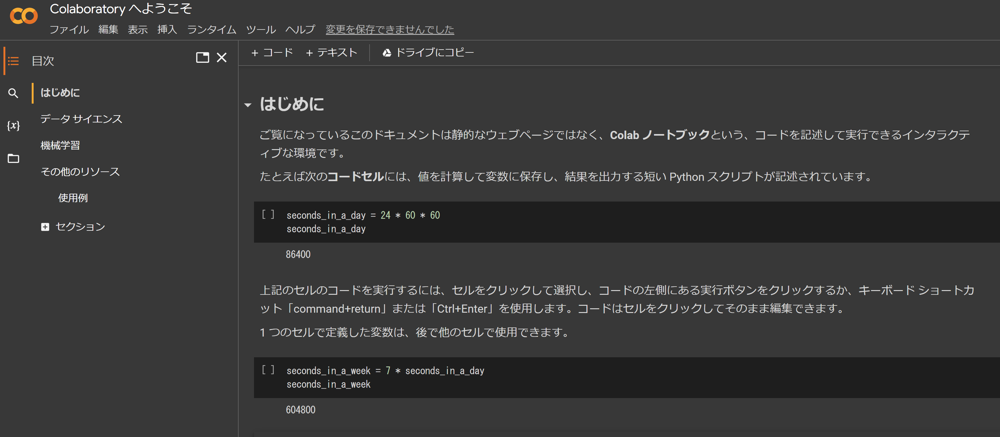 Colaboratory へようこそ
ファイル 編集 表示 挿入 ランタイム ツール ヘルプ 変更を保存できませんでした
目次
はじめに
データ サイエンス
機械学習
その他のリソース
使用例
セクション
{x}
+ コード + テキスト ドライブにコピー
はじめに
ご覧になっているこのドキュメントは静的なウェブページではなく、Colab ノートブックという、コードを記述して実行できるインタラクテ
ィブな環境です。
たとえば次のコードセルには、値を計算して変数に保存し、結果を出力する短い Python スクリプトが記述されています。
[ ] seconds_in_a_day = 24 * 60 * 60
seconds_in_a_day
86400
上記のセルのコードを実行するには、セルをクリックして選択し、コードの左側にある実行ボタンをクリックするか、キーボード ショートカ
ット「command+return」または「Ctrl+Enter」を使用します。コードはセルをクリックしてそのまま編集できます。
1 つのセルで定義した変数は、後で他のセルで使用できます。
[ ] seconds_in_a_week = 7 * seconds_in_a_day
seconds_in_a_week
604800